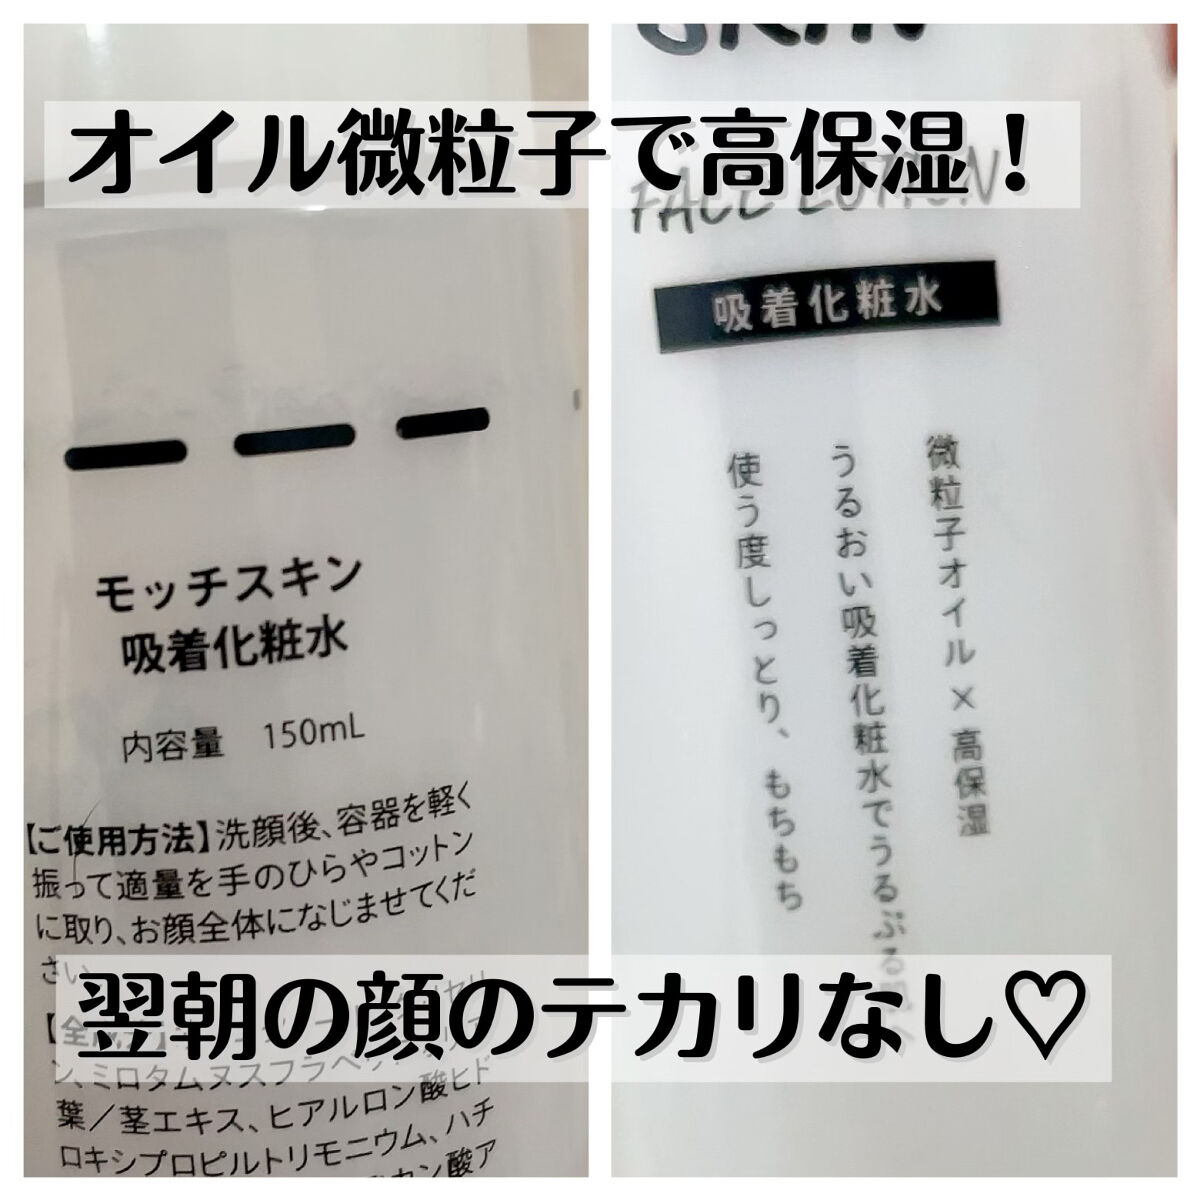 オイル微粒子で高保湿！
モッチスキン
吸着化粧水
内容量 150mL
【ご使用方法】洗顔後、容器を軽く
振って適量を手のひらやコットン
に取り、お顔全体になじませてくだ
さい。
ン、ミロタムヌスフラベリフ
葉／茎エキス、ヒアルロン酸ヒド
ロキシプロピルトリモニウム、ハチ
カン酸ア
SKIN
FACE LOTION
吸着化粧水
微粒子オイル×高保湿
うるおい吸着化粧水でうるぷる
使う度しっとり、もちもち
翌朝の顔のテカリなし♡